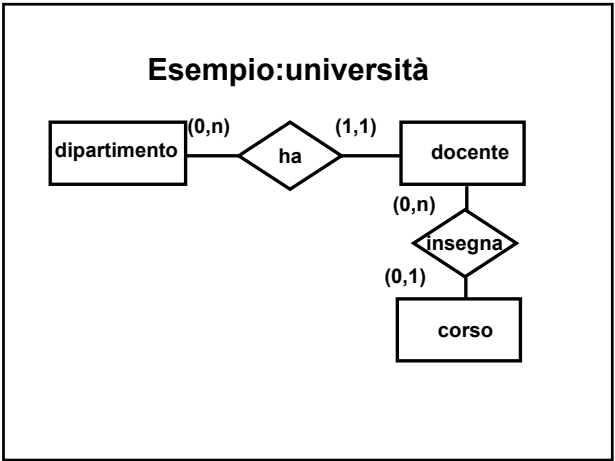 Esempio:università
(0,n) (1,1)
dipartimento ha docente
(0,n)
insegna
(0,1)
corso